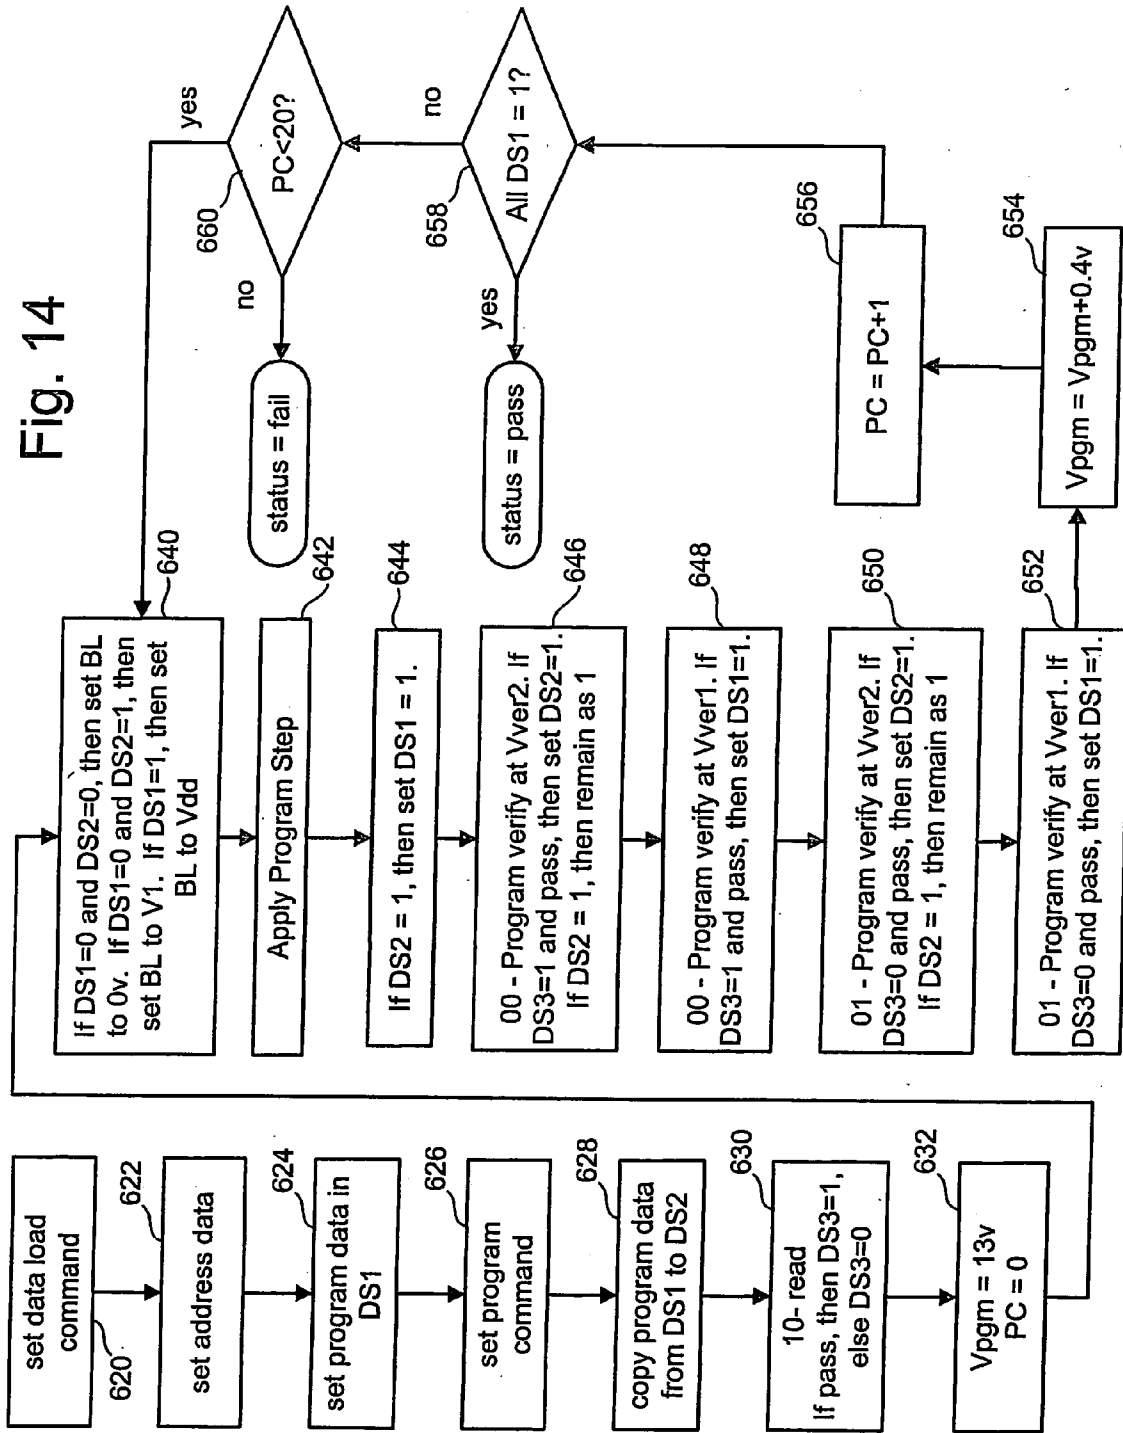 Fig. 14
set data load
command
620
622
set address data
624
set program data in
DS1
626
set program
command
628
copy program data
from DS1 to DS2
630
10- read
If pass, then DS3=1,
else DS3=0
632
Vpgm = 13v
PC = 0
640
If DS1=0 and DS2=0, then set BL
to 0v. If DS1=0 and DS2=1, then
set BL to V1. If DS1=1, then set
BL to Vdd
642
Apply Program Step
644
If DS2 = 1, then set DS1 = 1.
646
00 - Program verify at Vver2. If
DS3=1 and pass, then set DS2=1.
If DS2 = 1, then remain as 1
648
00 - Program verify at Vver1. If
DS3=1 and pass, then set DS1=1.
650
01 - Program verify at Vver2. If
DS3=0 and pass, then set DS2=1.
If DS2 = 1, then remain as 1
652
01 - Program verify at Vver1. If
DS3=0 and pass, then set DS1=1.
654
Vpgm = Vpgm+0.4v
656
PC = PC+1
658
All DS1 = 1?
yes
status = pass
no
660
PC<20?
no
status = fail
yes